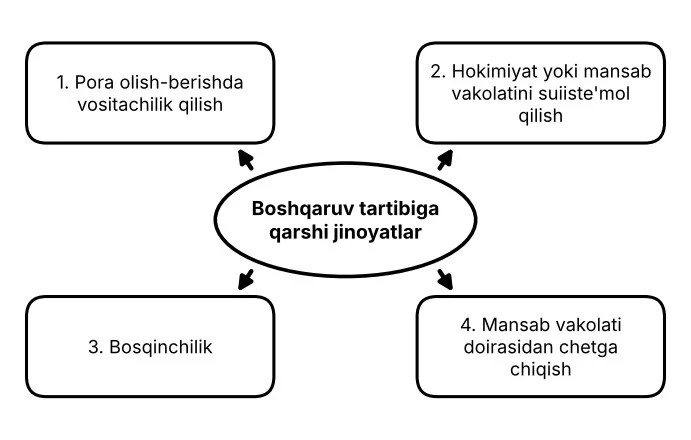 1. Pora olish-berishda
vositachilik qilish
2. Hokimiyat yoki mansab
vakolatini suiiste'mol
qilish
Boshqaruv tartibiga
qarshi jinoyatlar
3. Bosqinchilik
4. Mansab vakolati
doirasidan chetga
chiqish